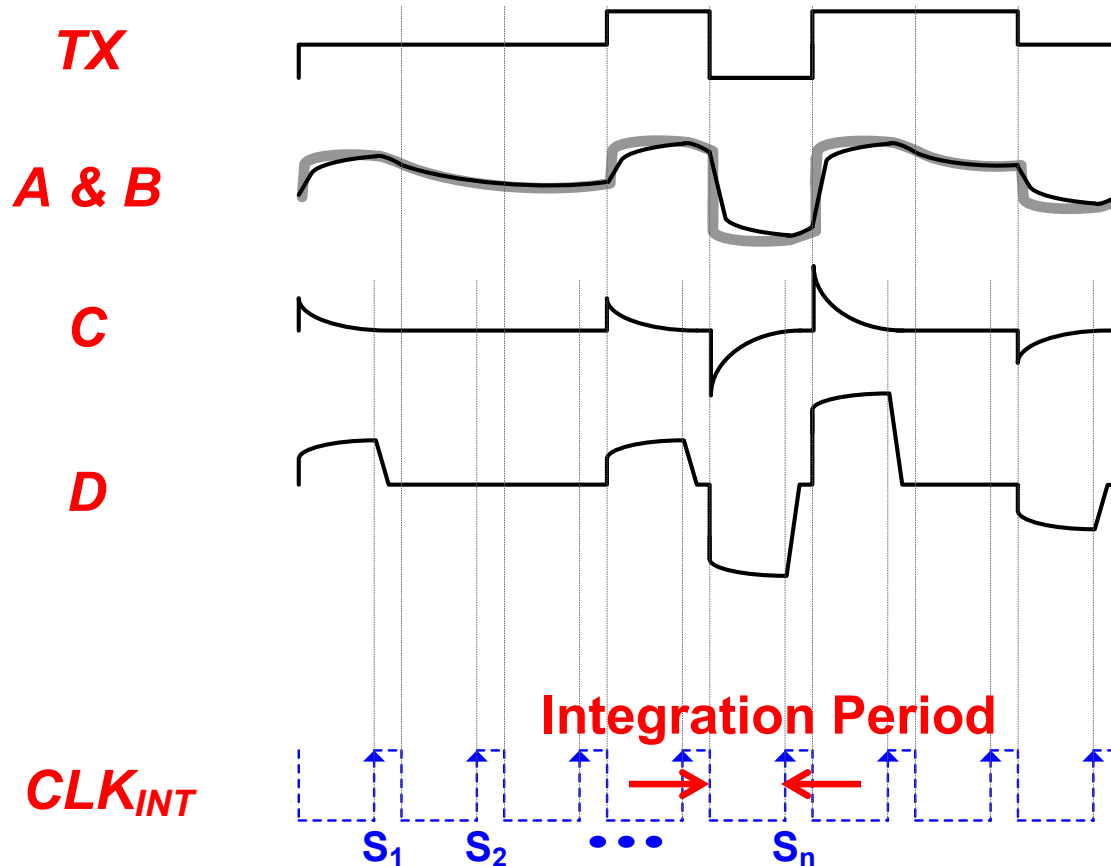 TX
A & B
C
D
Integration Period
CLKINT
S1 S2 ••• Sn